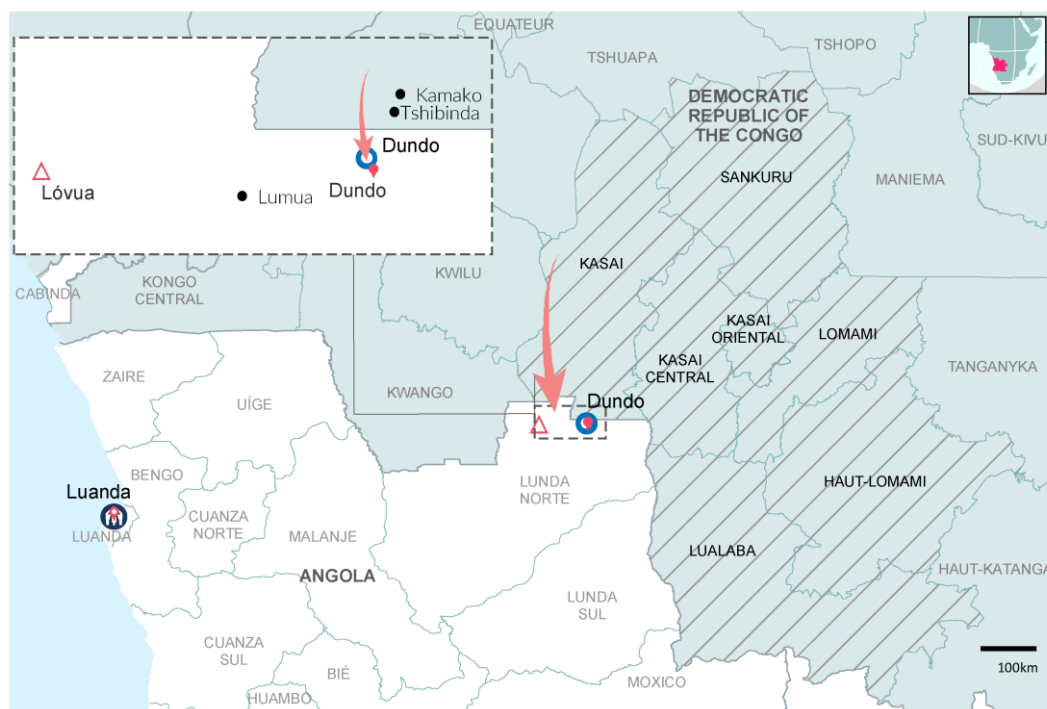 EQUATEUR
TSHUAPA
TSHOPO
Kamako
Tshibinda
Dundo
Dundo
Lóvua
Lumua
DEMOCRATIC
REPUBLIC OF
THE CONGO
SUD-KIVU
MANIEMA
SANKURU
KASAI
KWILU
CABINDA
KONGO
CENTRAL
KASAI
ORIENTAL
LOMAMI
KASAI
CENTRAL
TANGANYKA
ZAIRE
UÍGE
KWANGO
Dundo
BENGO
LUNDA
NORTE
HAUT-LOMAMI
Luanda
LUANDA
CUANZA
NORTE
MALANJE
LUALABA
ANGOLA
HAUT-KATANGA
LUNDA
SUL
CUANZA
SUL
BIÉ
HUAMBO
MOXICO
100km